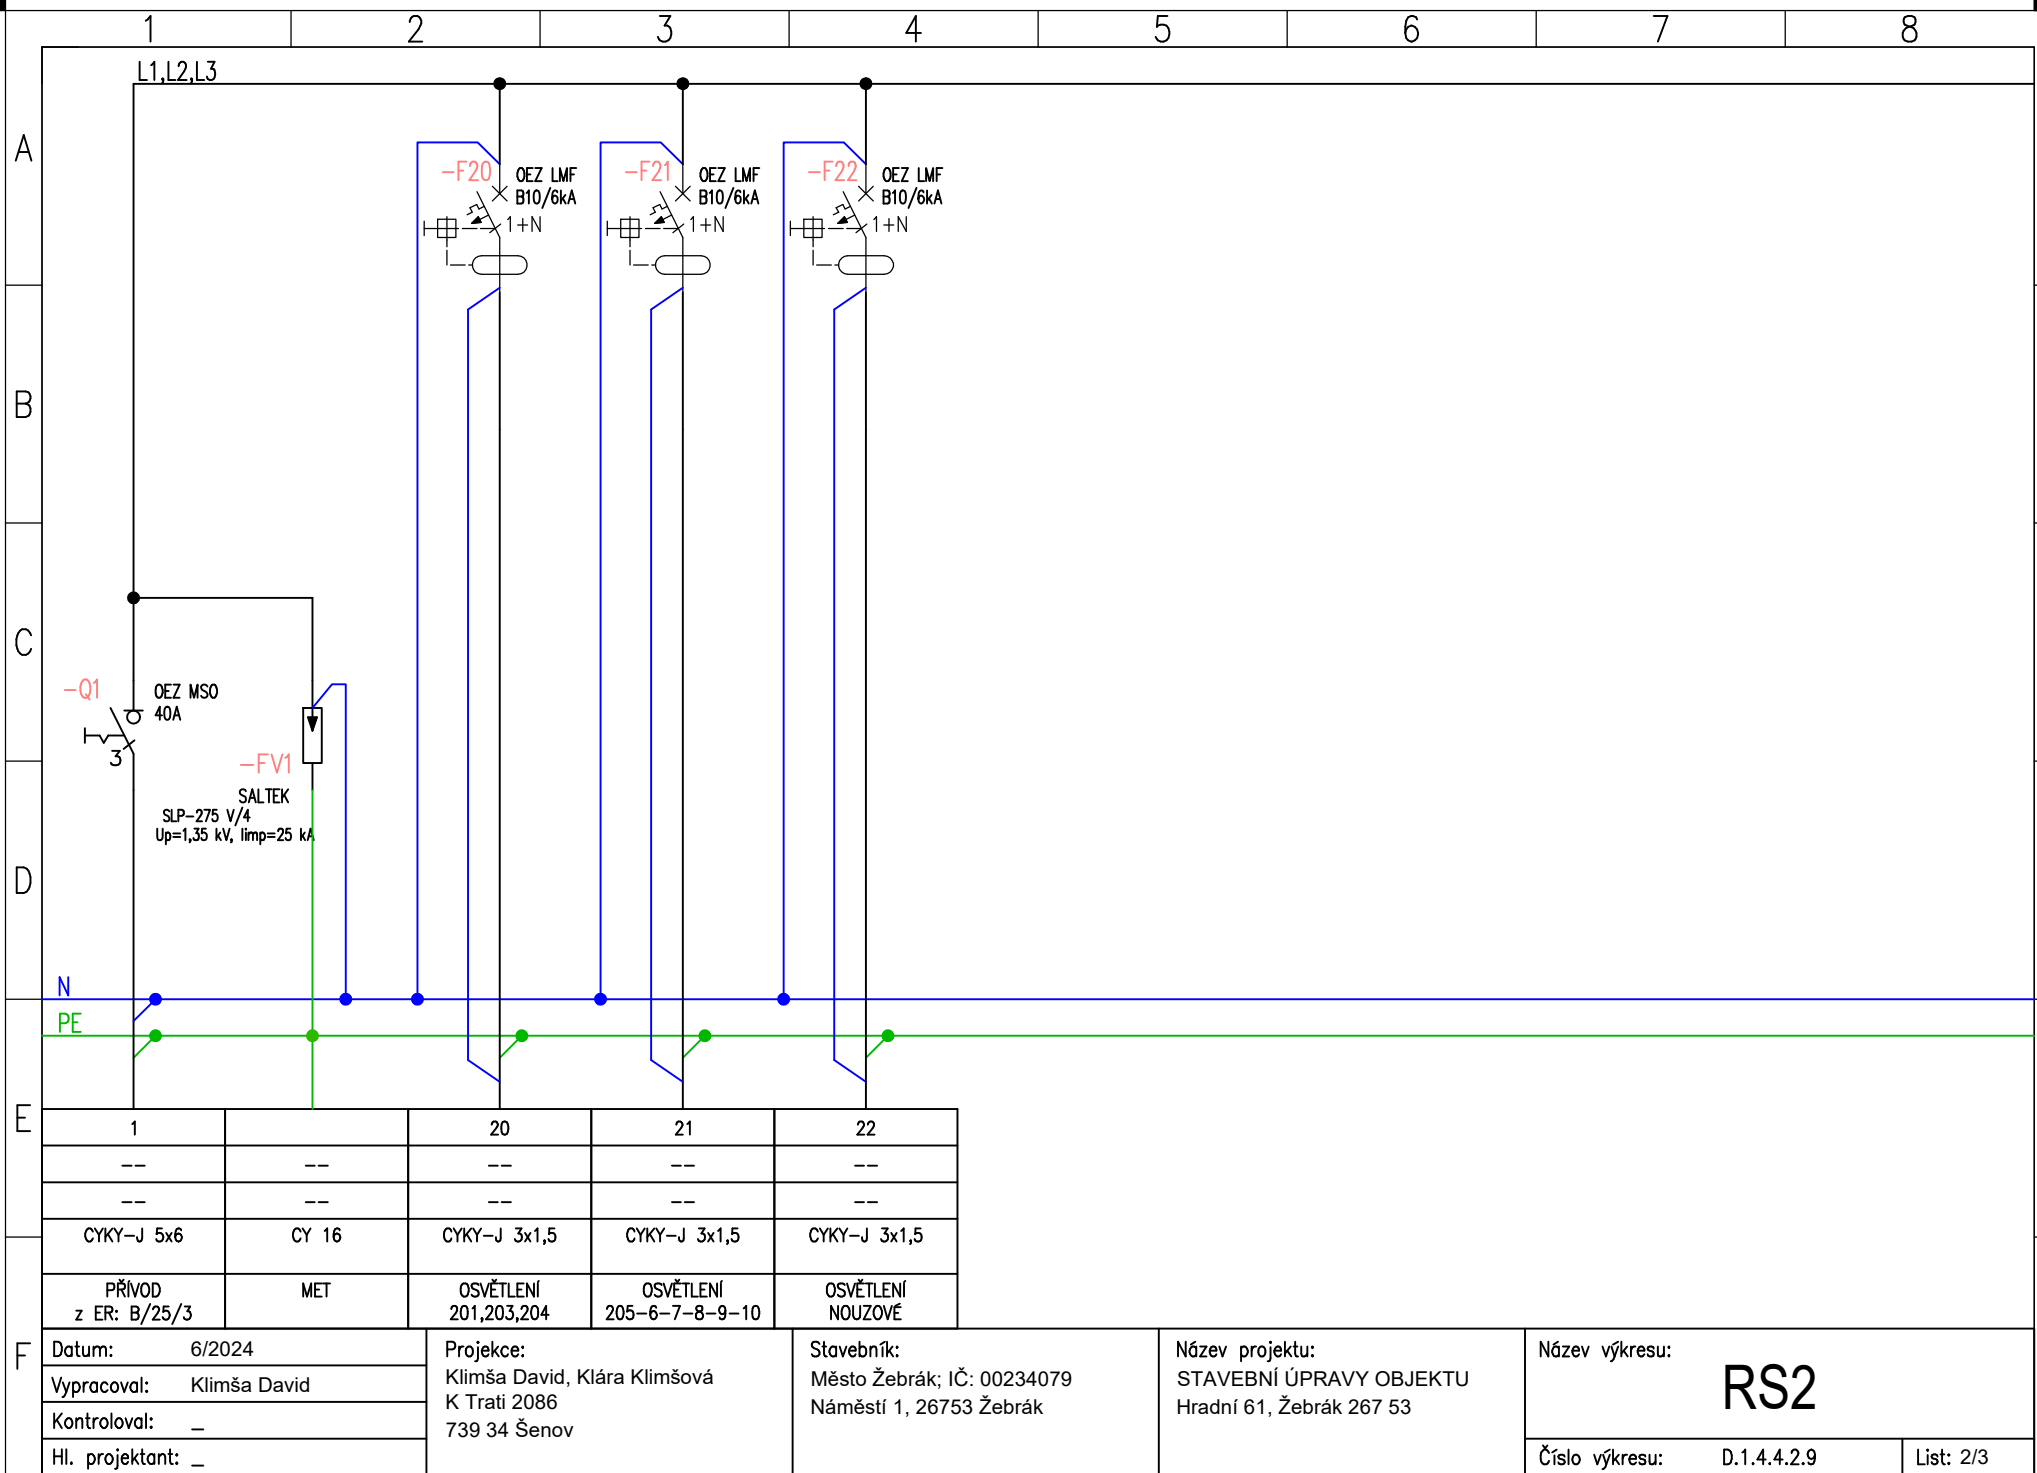 1 2 3 4 5 6 7 8
L1,L2,L3
A
-F20 OEZ LMF
B10/6kA
1+N
-F21 OEZ LMF
B10/6kA
1+N
-F22 OEZ LMF
B10/6kA
1+N
B
C
-Q1 OEZ MSO
40A
3
-FV1
SALTEK
SLP-275 V/4
Up=1,35 kV, Iimp=25 kA
D
N
PE
E
1 20 21 22
-- -- -- -- --
-- -- -- -- --
CYKY-J 5x6 CY 16 CYKY-J 3x1,5 CYKY-J 3x1,5 CYKY-J 3x1,5
PŘÍVOD
z ER: B/25/3
MET
OSVĚTLENÍ
201,203,204
OSVĚTLENÍ
205-6-7-8-9-10
OSVĚTLENÍ
NOUZOVÉ
F
Datum: 6/2024
Vypracoval: Klimša David
Kontroloval: _
Hl. projektant: _
Projekce:
Klimša David, Klára Klimšová
K Trati 2086
739 34 Šenov
Stavebník:
Město Žebrák; IČ: 00234079
Náměstí 1, 26753 Žebrák
Název projektu:
STAVEBNÍ ÚPRAVY OBJEKTU
Hradní 61, Žebrák 267 53
Název výkresu:
RS2
Číslo výkresu: D.1.4.4.2.9
List: 2/3